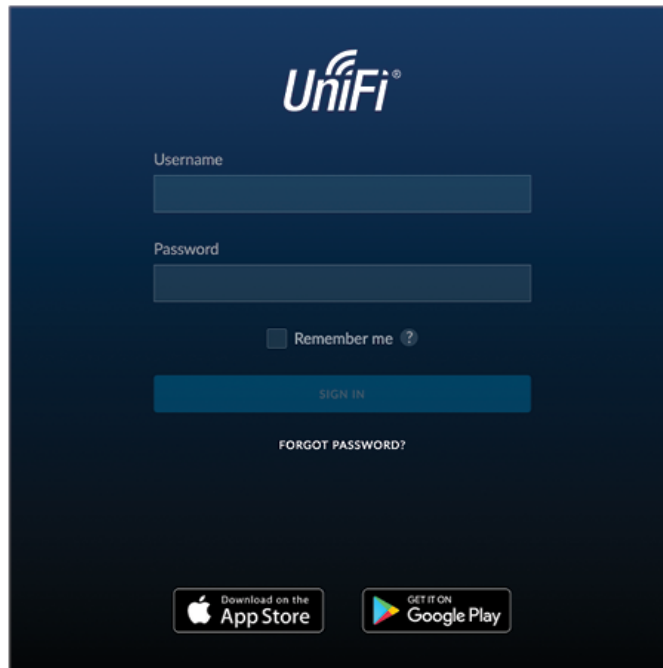 UniFi®
Username
Password
Remember me ?
SIGN IN
FORGOT PASSWORD?
Download on the
App Store
GET IT ON
Google Play